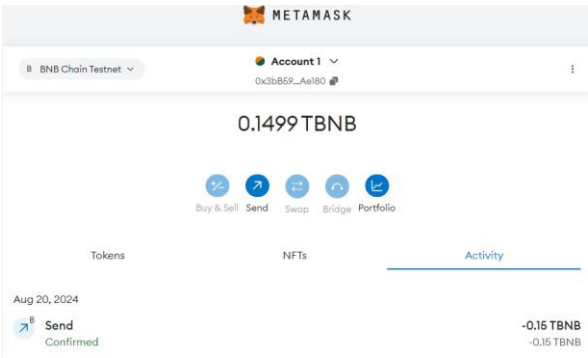 METAMASK
B BNB Chain Testnet
Account 1
0x3bB59...Ae180
0.1499 TBNB
Buy & Sell Send Swap Bridge Portfolio
Tokens NFTs Activity
Aug 20, 2024
B
Send -0.15 TBNB
Confirmed -0.15 TBNB